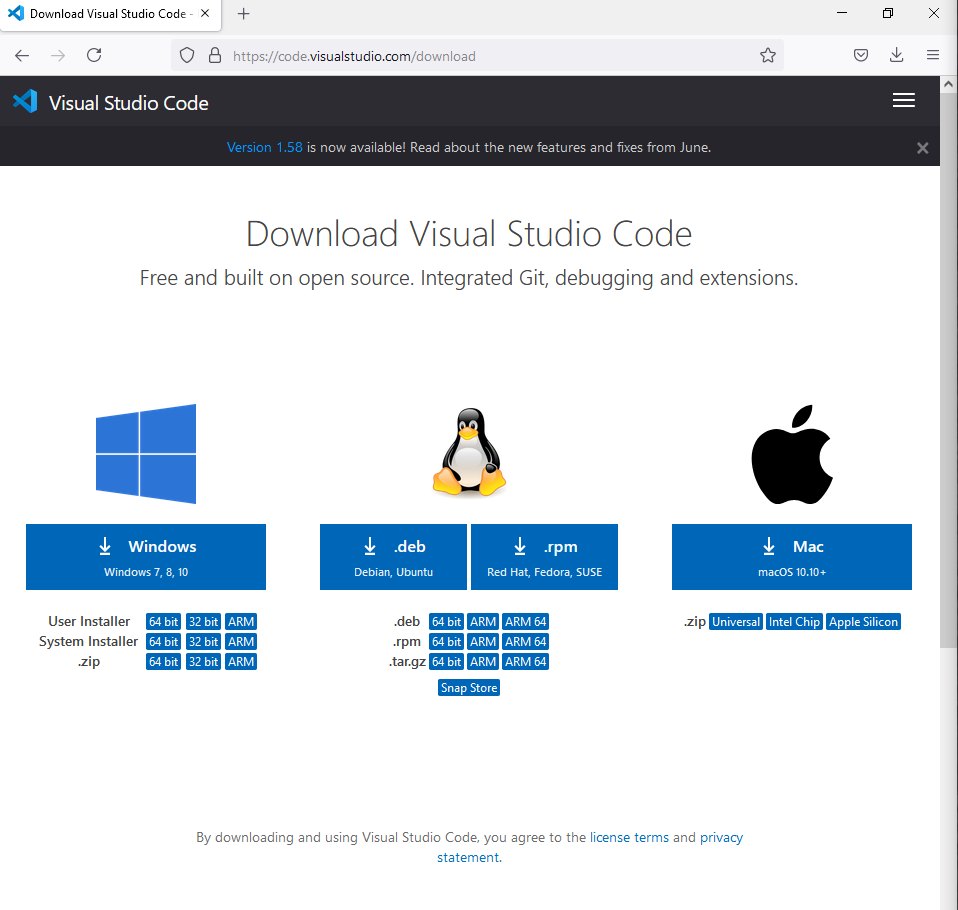 Download Visual Studio Code -
https://code.visualstudio.com/download
Visual Studio Code
Version 1.58 is now available! Read about the new features and fixes from June.
Download Visual Studio Code
Free and built on open source. Integrated Git, debugging and extensions.
Windows
Windows 7, 8, 10
.deb
Debian, Ubuntu
.rpm
Red Hat, Fedora, SUSE
Mac
macOS 10.10+
User Installer 64 bit 32 bit ARM
System Installer 64 bit 32 bit ARM
.zip 64 bit 32 bit ARM
.deb 64 bit ARM ARM 64
.rpm 64 bit ARM ARM 64
.tar.gz 64 bit ARM ARM 64
Snap Store
.zip Universal Intel Chip Apple Silicon
By downloading and using Visual Studio Code, you agree to the license terms and privacy
statement.